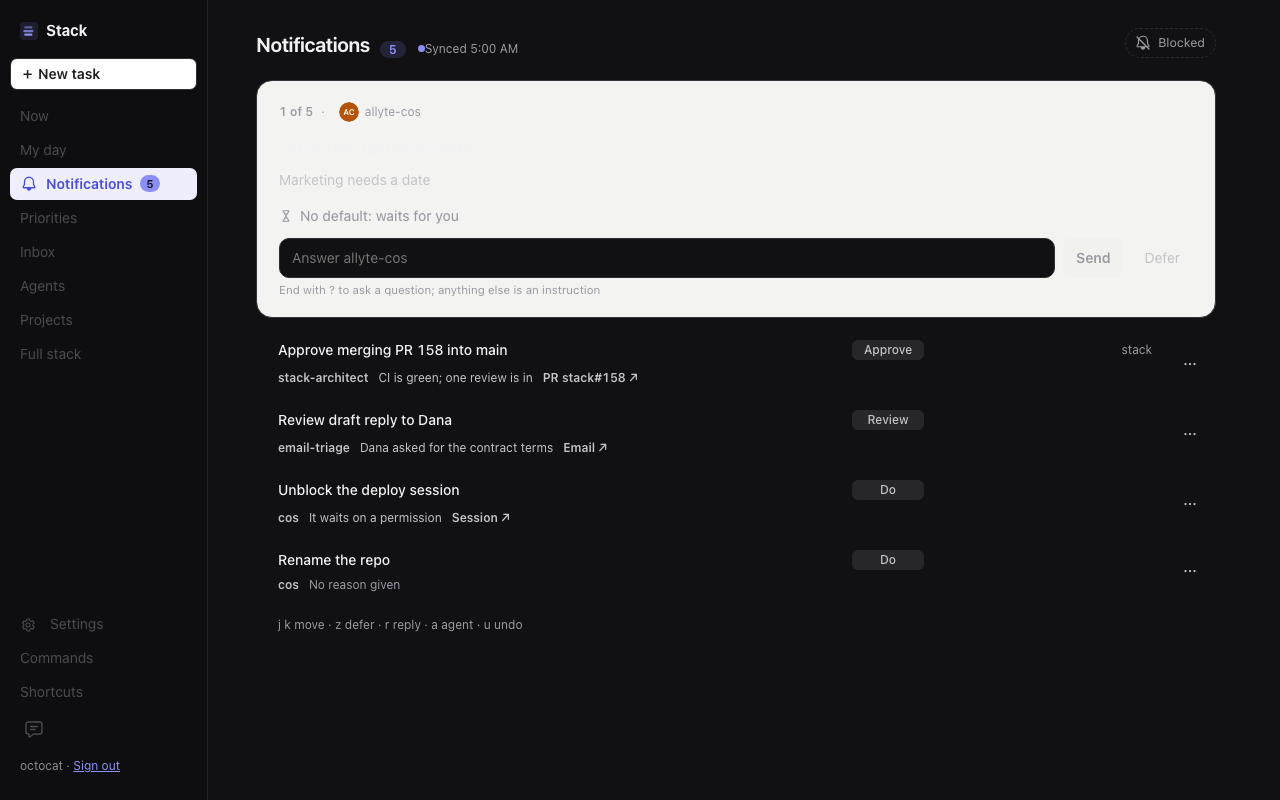 Stack
+ New task
Now
My day
Notifications 5
Priorities
Inbox
Agents
Projects
Full stack
Settings
Commands
Shortcuts
octocat · Sign out
Notifications 5 Synced 5:00 AM
Blocked
1 of 5 · AC allyte-cos
Marketing needs a date
No default: waits for you
Answer allyte-cos
Send
Defer
End with ? to ask a question; anything else is an instruction
Approve merging PR 158 into main
Approve
stack
stack-architect CI is green; one review is in PR stack#158 ↗
Review draft reply to Dana
Review
email-triage Dana asked for the contract terms Email ↗
Unblock the deploy session
Do
cos It waits on a permission Session ↗
Rename the repo
Do
cos No reason given
j k move · z defer · r reply · a agent · u undo